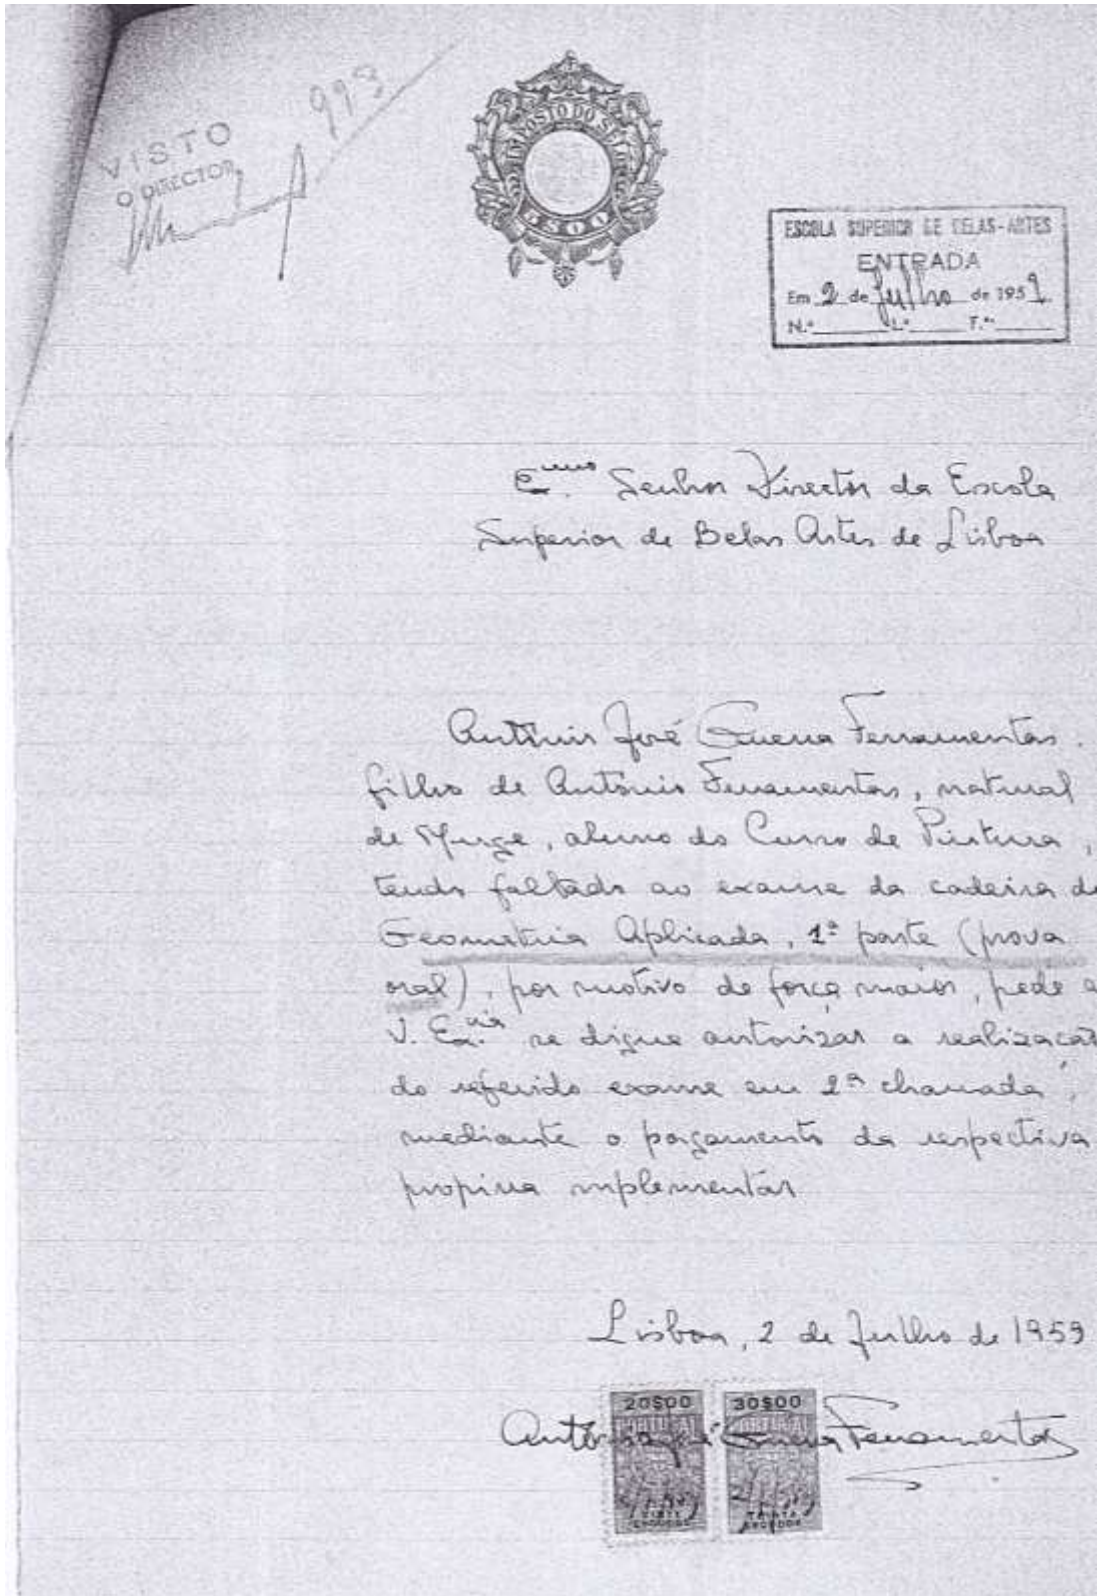 993
VISTO
O DIRECTOR
IMPOSTO DO SELO
ESCOLA SUPERIOR DE BELAS-ARTES
ENTRADA
Em 2 de Julho de 1959
N.º L.º F.ª
E.mo Senhor Director da Escola
Superior de Belas Artes de Lisboa
António José Guerra Ferramentas.
filho de António Ferramentas, natural
de Muge, aluno do Curso de Pintura,
tendo faltado ao exame da cadeira de
Geometria Aplicada, 1ª parte (prova
oral), por motivo de força maior, pede a
V. Ex.cia se digne autorizar a realização
do referido exame em 2ª chamada,
mediante o pagamento da respectiva
propina suplementar
Lisboa, 2 de Julho de 1959
20$00 30$00
António José Guerra Ferramentas
VINTE ESCUDOS TRINTA ESCUDOS